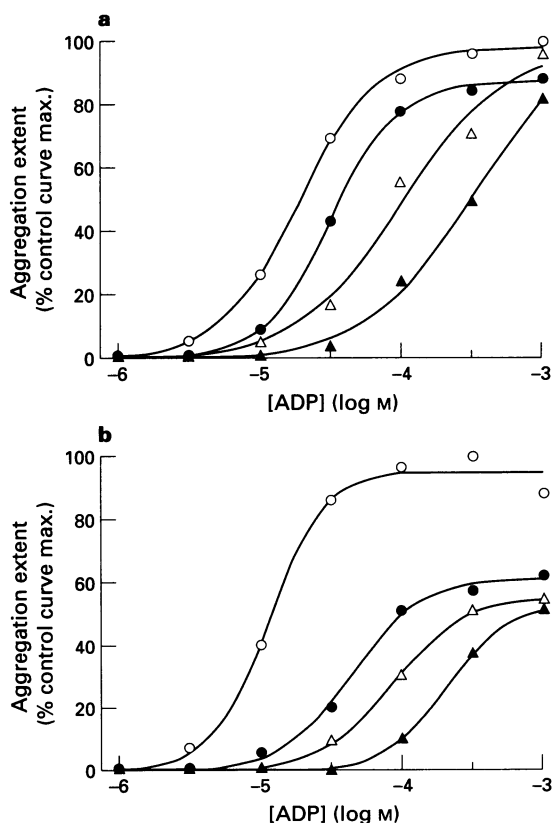 a
100
80
60
40
20
0
Aggregation extent
(% control curve max.)
−6
−5
−4
−3
[ADP] (log M)
b
100
80
60
40
20
0
Aggregation extent
(% control curve max.)
−6
−5
−4
−3
[ADP] (log M)